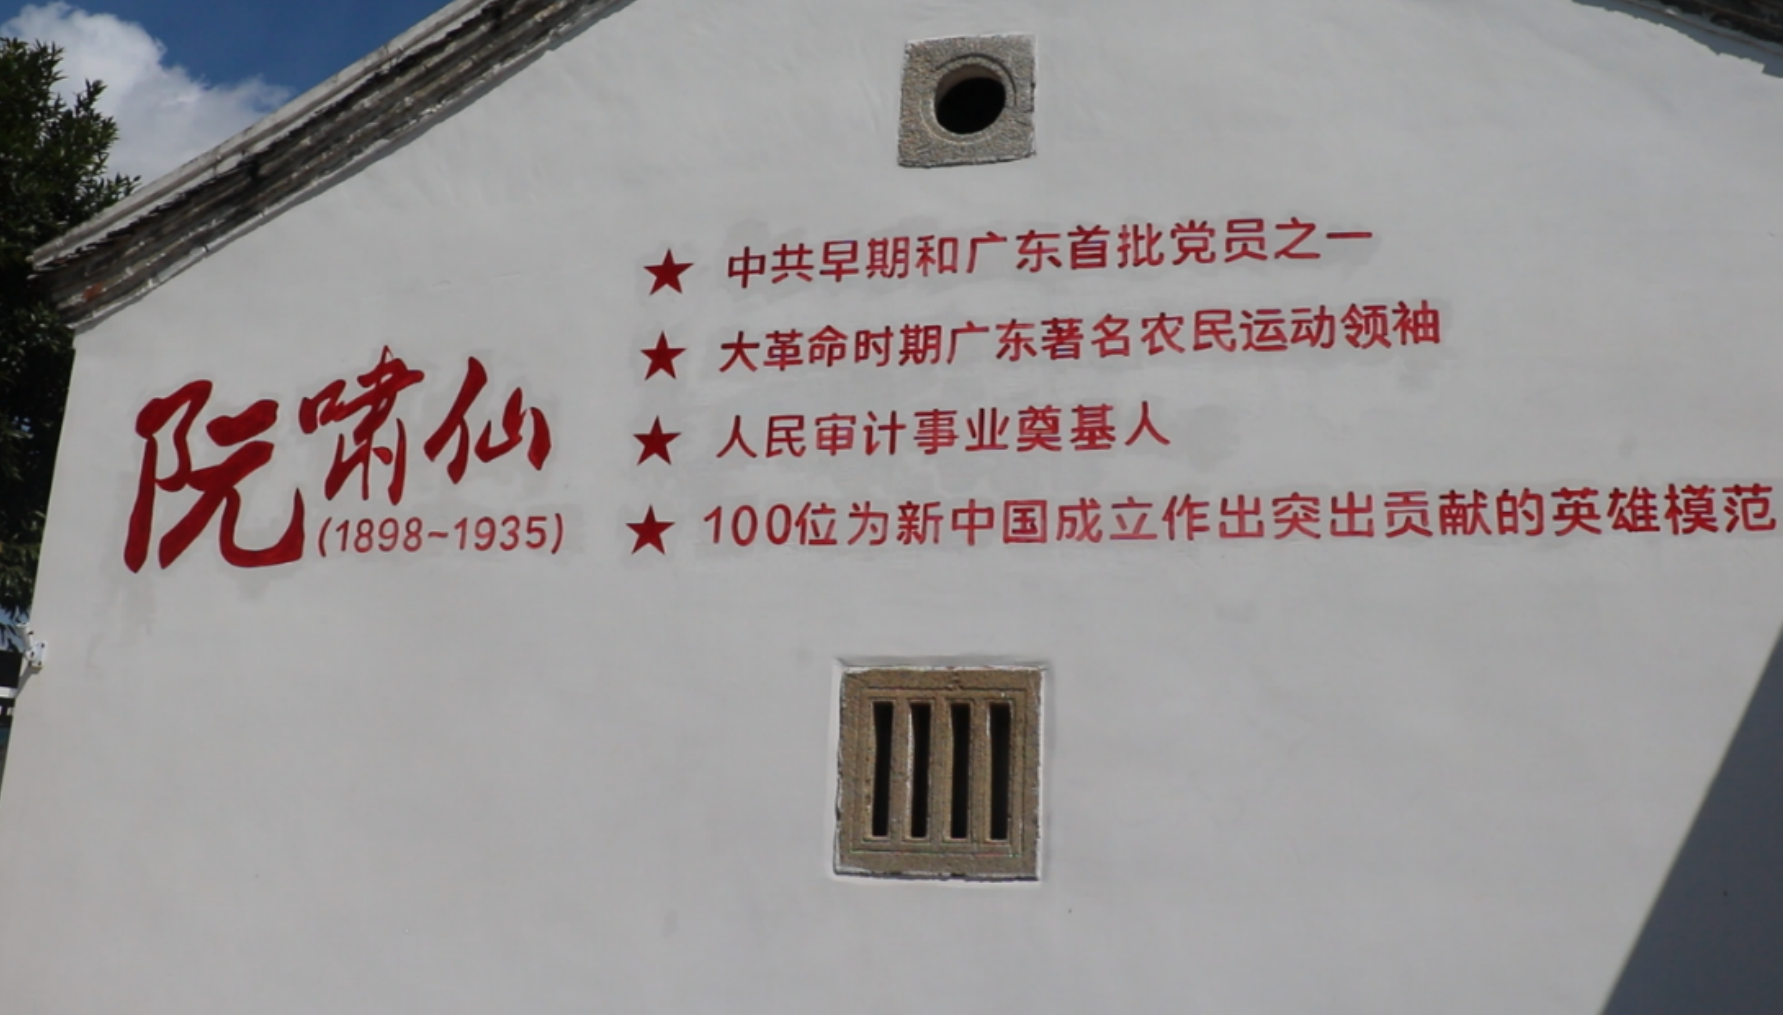 阮啸仙
(1898~1935)
★ 中共早期和广东首批党员之一
★ 大革命时期广东著名农民运动领袖
★ 人民审计事业奠基人
★ 100位为新中国成立作出突出贡献的英雄模范